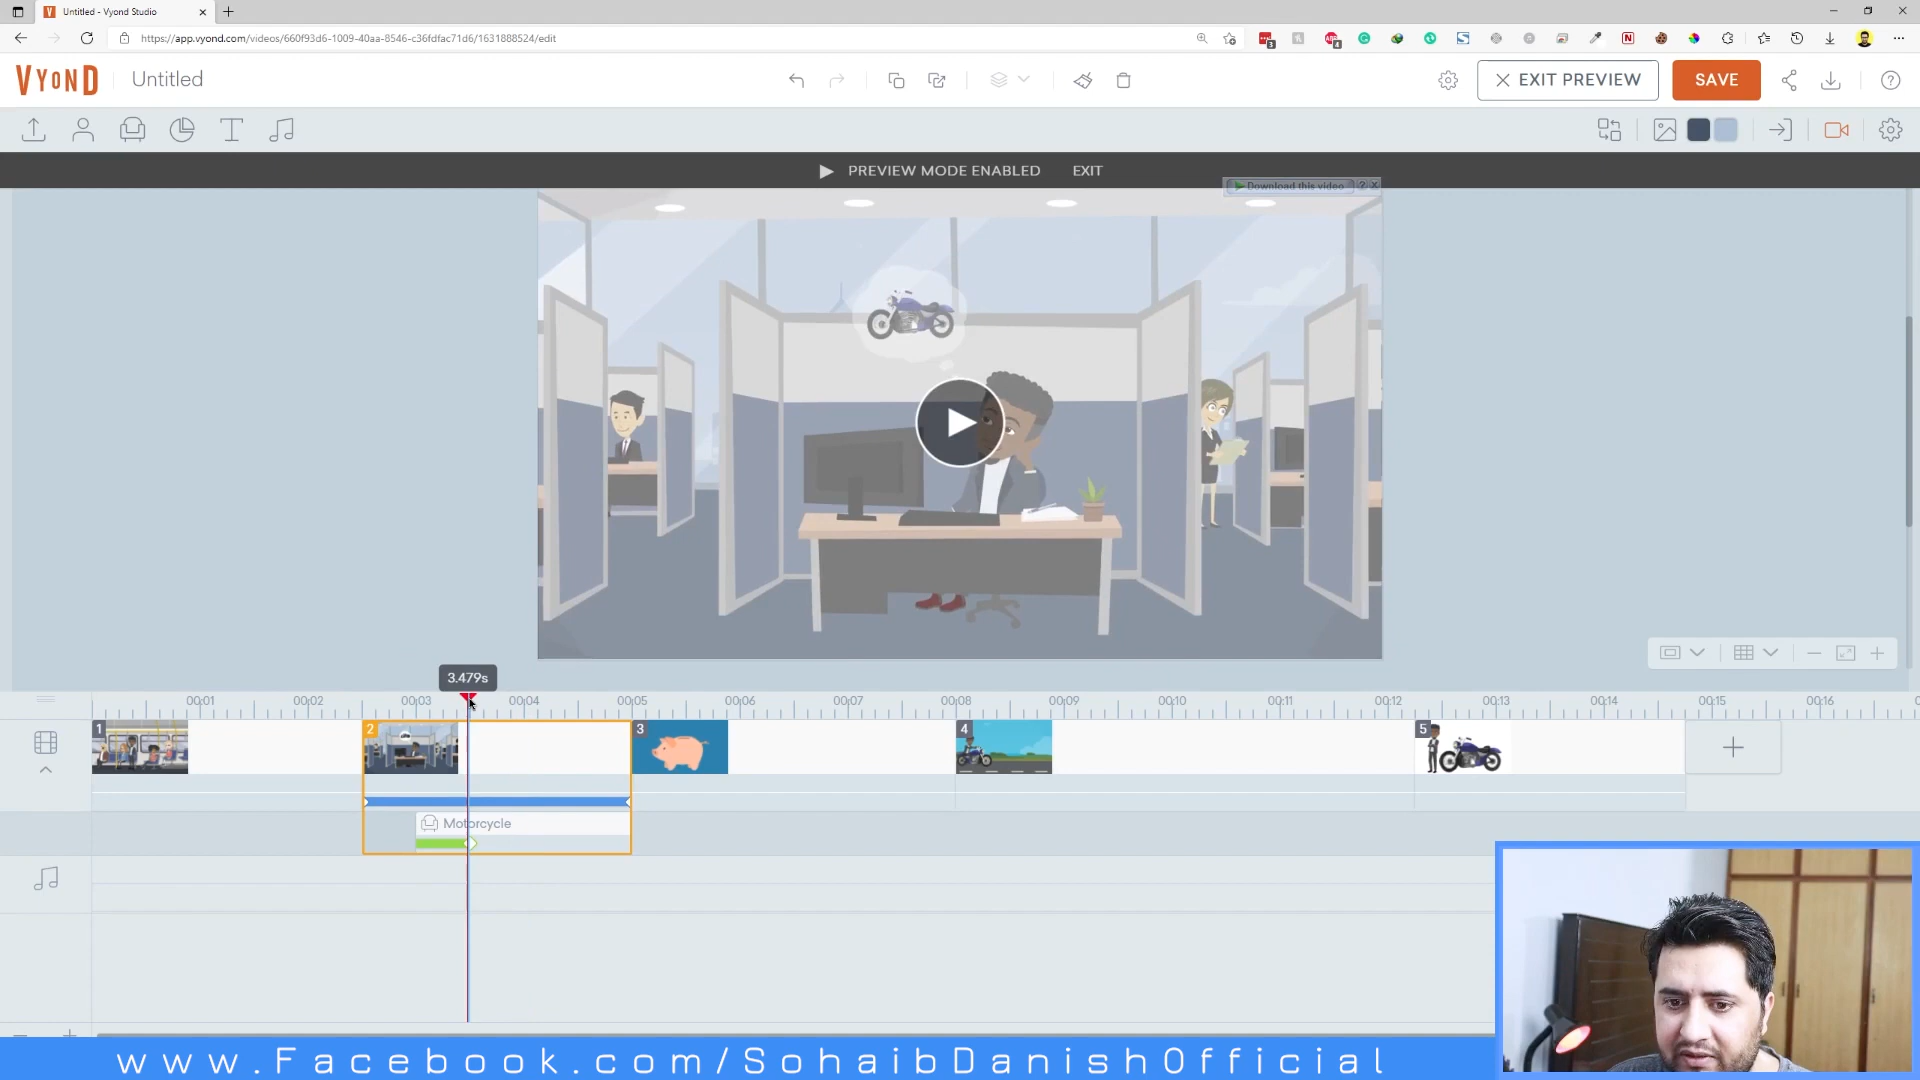 Untitled - Vyond Studio
https://app.vyond.com/videos/660f93d6-1009-40aa-8546-c36fdfac71d6/1631888524/edit
VYOND
Untitled
EXIT PREVIEW
SAVE
PREVIEW MODE ENABLED
EXIT
Download this video
3.479s
00:01 00:02 00:03 00:04 00:05 00:06 00:07 00:08 00:09 00:10 00:11 00:12 00:13 00:14 00:15 00:16
1 2 3 4 5
Motorcycle
www.Facebook.com/SohaibDanishOfficial